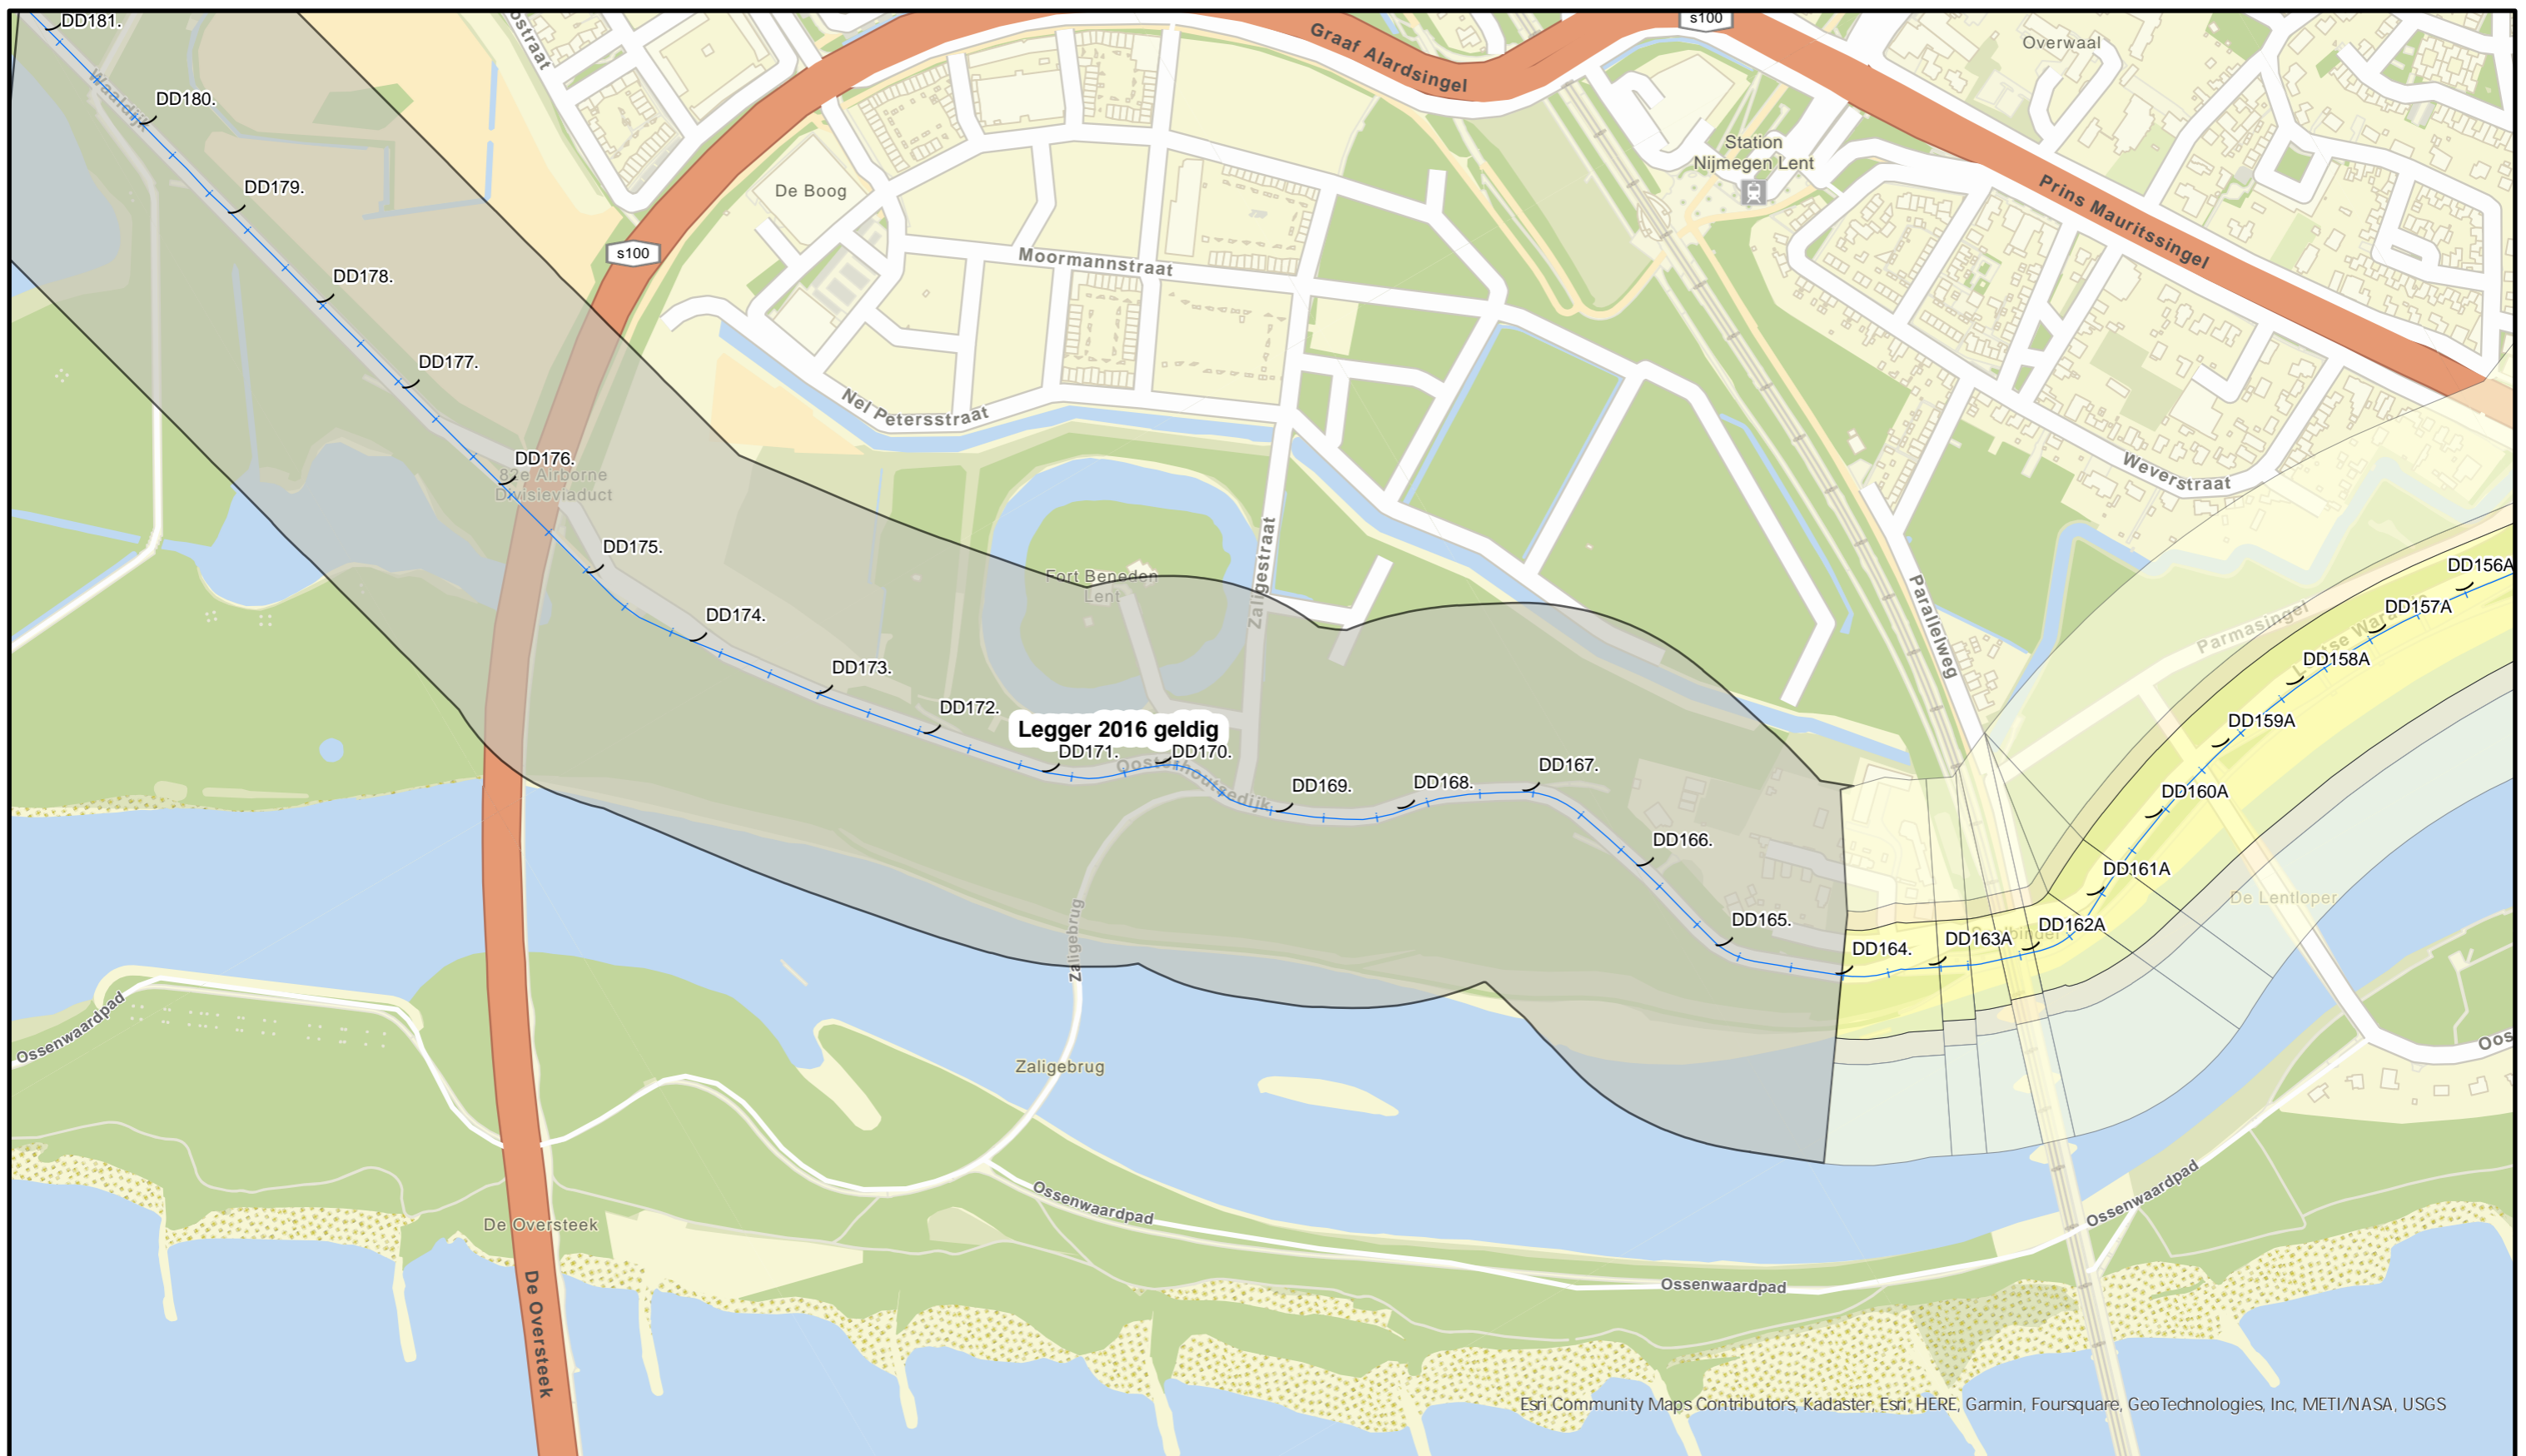 DD181.
s100
Graaf Alardsingel
Overwaal
Waaldijk
DD180.
Station
Nijmegen Lent
DD179.
De Boog
Prins Mauritssingel
s100
Moormannstraat
DD178.
DD177.
Nel Petersstraat
DD176.
82e Airborne
Divisieviaduct
Weverstraat
DD175.
Fort Beneden
Lent
Zaligestraat
Parallelweg
DD156A
DD157A
Parmasingel
DD174.
DD158A
DD173.
DD172.
DD159A
Legger 2016 geldig
DD171.
DD170.
Oosterhoutsedijk
DD169.
DD168.
DD167.
DD160A
DD166.
DD161A
De Lentloper
DD165.
DD164.
DD163A
DD162A
Zaligebrug
Ossenwaardpad
Zaligebrug
Oos
Ossenwaardpad
Ossenwaardpad
De Oversteek
De Oversteek
Ossenwaardpad
Esri Community Maps Contributors, Kadaster, Esri, HERE, Garmin, Foursquare, GeoTechnologies, Inc, METI/NASA, USGS